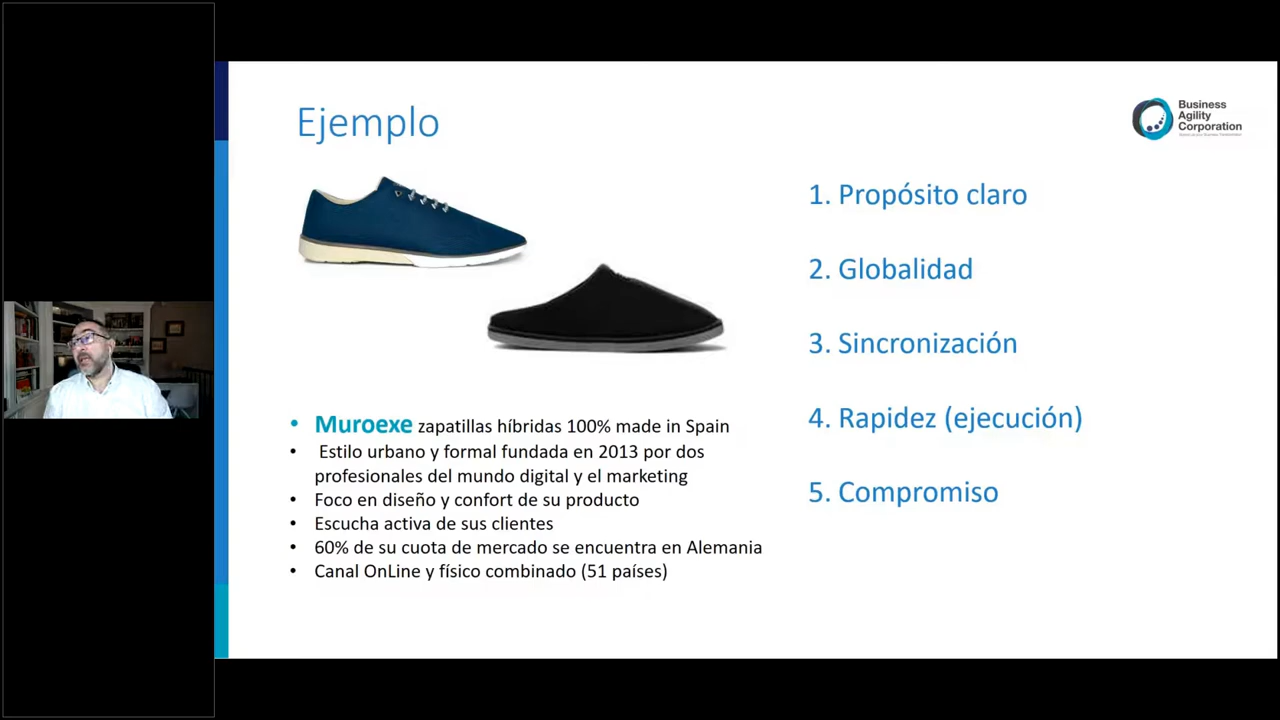 Ejemplo
Business
Agility
Corporation
Muroexe zapatillas híbridas 100% made in Spain
Estilo urbano y formal fundada en 2013 por dos
profesionales del mundo digital y el marketing
Foco en diseño y confort de su producto
Escucha activa de sus clientes
60% de su cuota de mercado se encuentra en Alemania
Canal OnLine y físico combinado (51 países)
1. Propósito claro
2. Globalidad
3. Sincronización
4. Rapidez (ejecución)
5. Compromiso